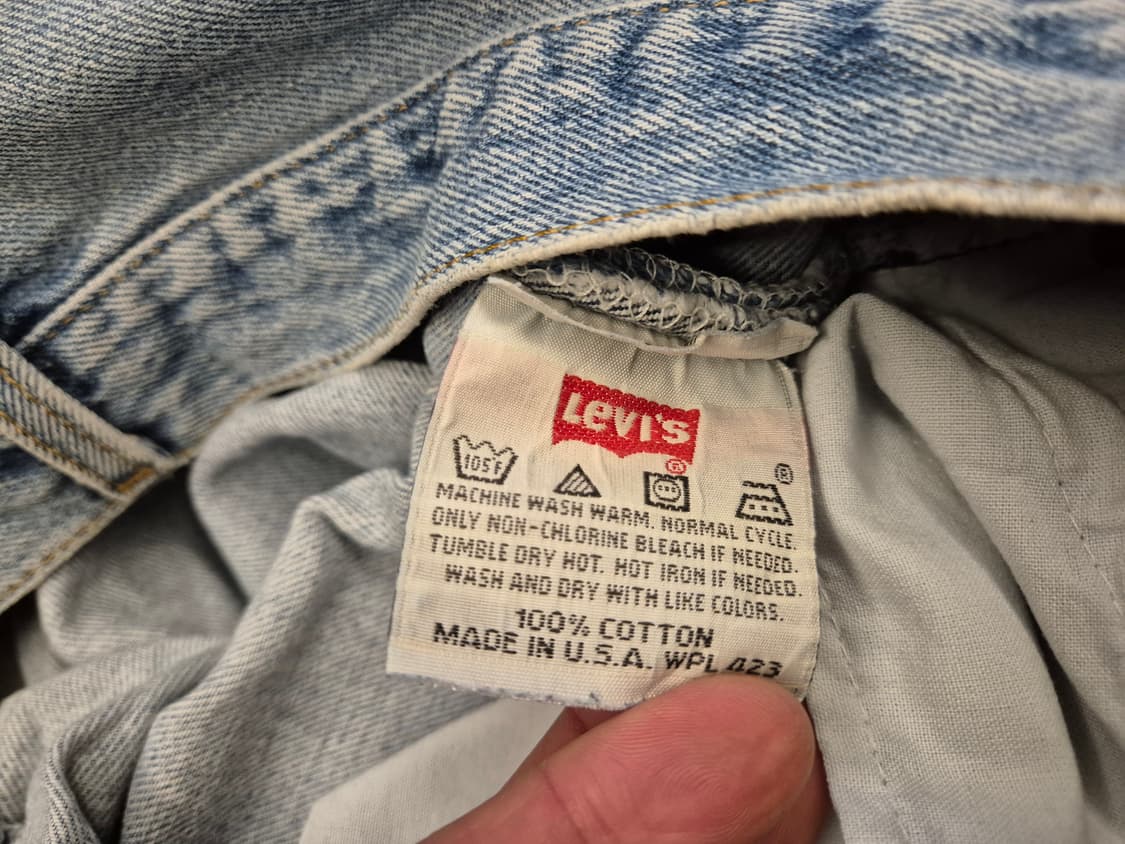 Levi's
®
105F
®
MACHINE WASH WARM. NORMAL CYCLE.
ONLY NON-CHLORINE BLEACH IF NEEDED.
TUMBLE DRY HOT. HOT IRON IF NEEDED.
WASH AND DRY WITH LIKE COLORS.
100% COTTON
MADE IN U.S.A. WPL 423